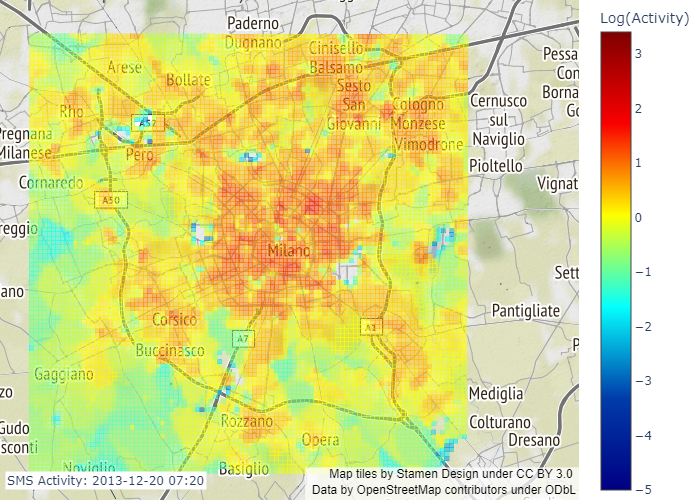 Log(Activity)
Paderno
Dugnano
Cinisello
Balsamo
Arese
Bollate
Sesto
San
Giovanni
Cologno
Monzese
Vimodrone
Pessa
Con
Borna
Go
Cernusco
sul
Naviglio
Pioltello
Vignat
Rho
A52
Pero
Pregnana
Milanese
Cornaredo
A50
reggio
Milano
ano
Sett
Pantigliate
P
Corsico
A7
A1
Buccinasco
Gaggiano
zo
Gudo
sconti
Rozzano
Opera
Mediglia
Colturano
Dresano
Noviglio
Basiglio
SMS Activity: 2013-12-20 07:20
Map tiles by Stamen Design under CC BY 3.0
Data by OpenStreetMap contributors under ODbL
3
2
1
0
−1
−2
−3
−4
−5